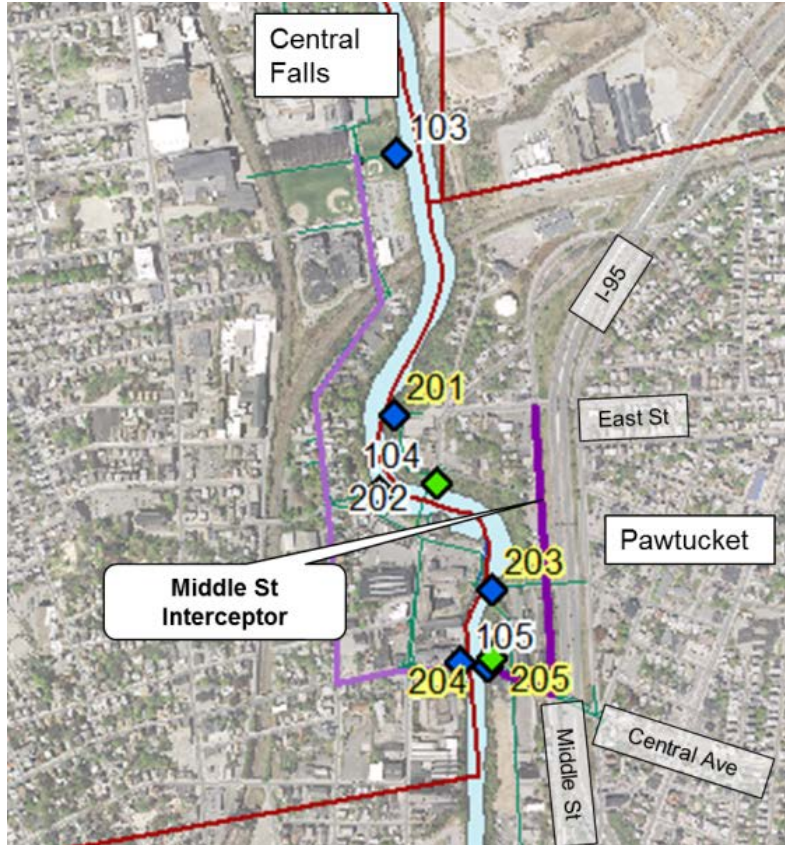 Central
Falls
103
I-95
201
East St
104
202
Pawtucket
203
Middle St
Interceptor
105
204
205
Middle St
Central Ave